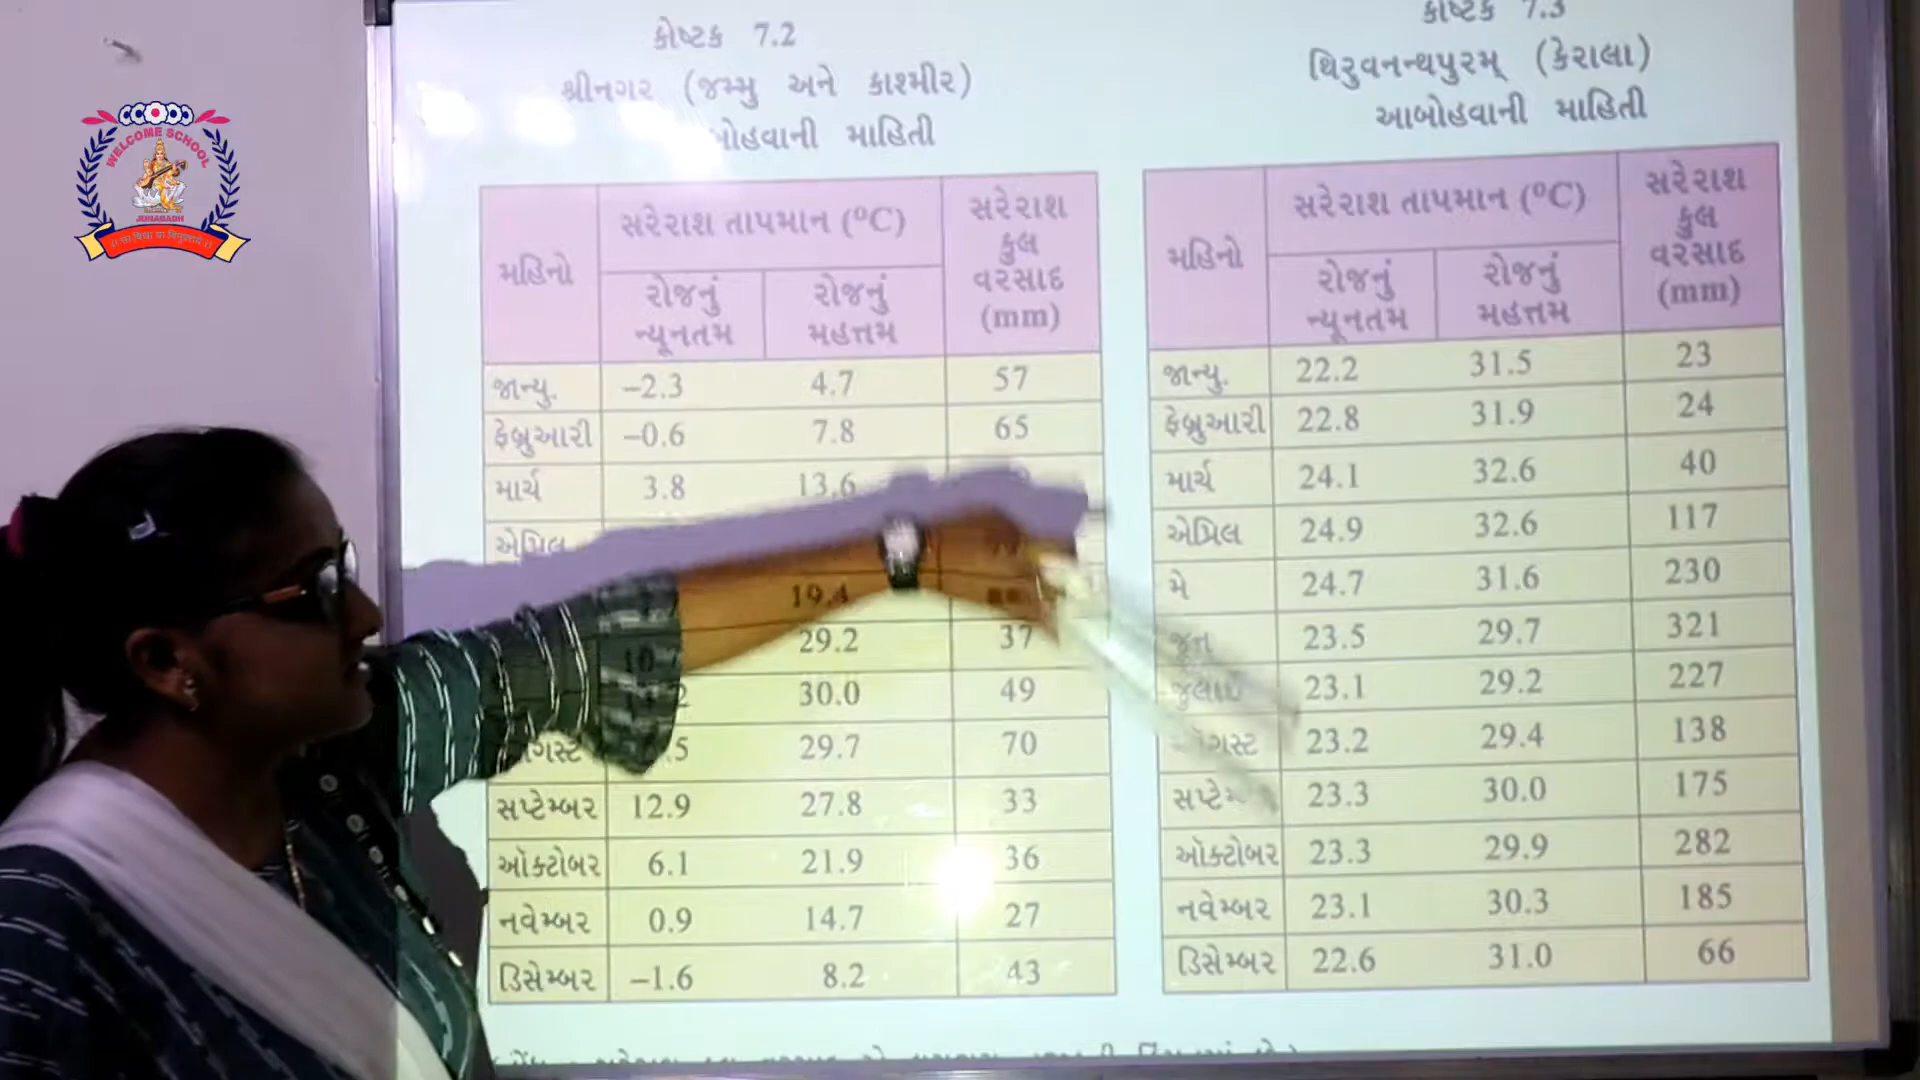 WELCOME SCHOOL
JUNAGADH
કોષ્ટક 7.2
શ્રીનગર (જમ્મુ અને કાશ્મીર)
માહિતી
મહિનો
સરેરાશ તાપમાન (⁰C)
સરેરાશ કુલ વરસાદ (mm)
રોજનું ન્યૂનતમ
રોજનું મહત્તમ
જાન્યુ. –2.3 4.7 57
ફેબ્રુઆરી –0.6 7.8 65
માર્ચ 3.8 13.6
એપ્રિલ
19.4
29.2 37
30.0 49
29.7 70
સપ્ટેમ્બર 12.9 27.8 33
ઑક્ટોબર 6.1 21.9 36
નવેમ્બર 0.9 14.7 27
ડિસેમ્બર –1.6 8.2 43
કોષ્ટક 7.3
થિરુવનન્થપુરમ્ (કેરાલા)
આબોહવાની માહિતી
મહિનો
સરેરાશ તાપમાન (⁰C)
સરેરાશ કુલ વરસાદ (mm)
રોજનું ન્યૂનતમ
રોજનું મહત્તમ
જાન્યુ. 22.2 31.5 23
ફેબ્રુઆરી 22.8 31.9 24
માર્ચ 24.1 32.6 40
એપ્રિલ 24.9 32.6 117
મે 24.7 31.6 230
જૂન 23.5 29.7 321
જુલાઈ 23.1 29.2 227
23.2 29.4 138
23.3 30.0 175
ઑક્ટોબર 23.3 29.9 282
નવેમ્બર 23.1 30.3 185
ડિસેમ્બર 22.6 31.0 66